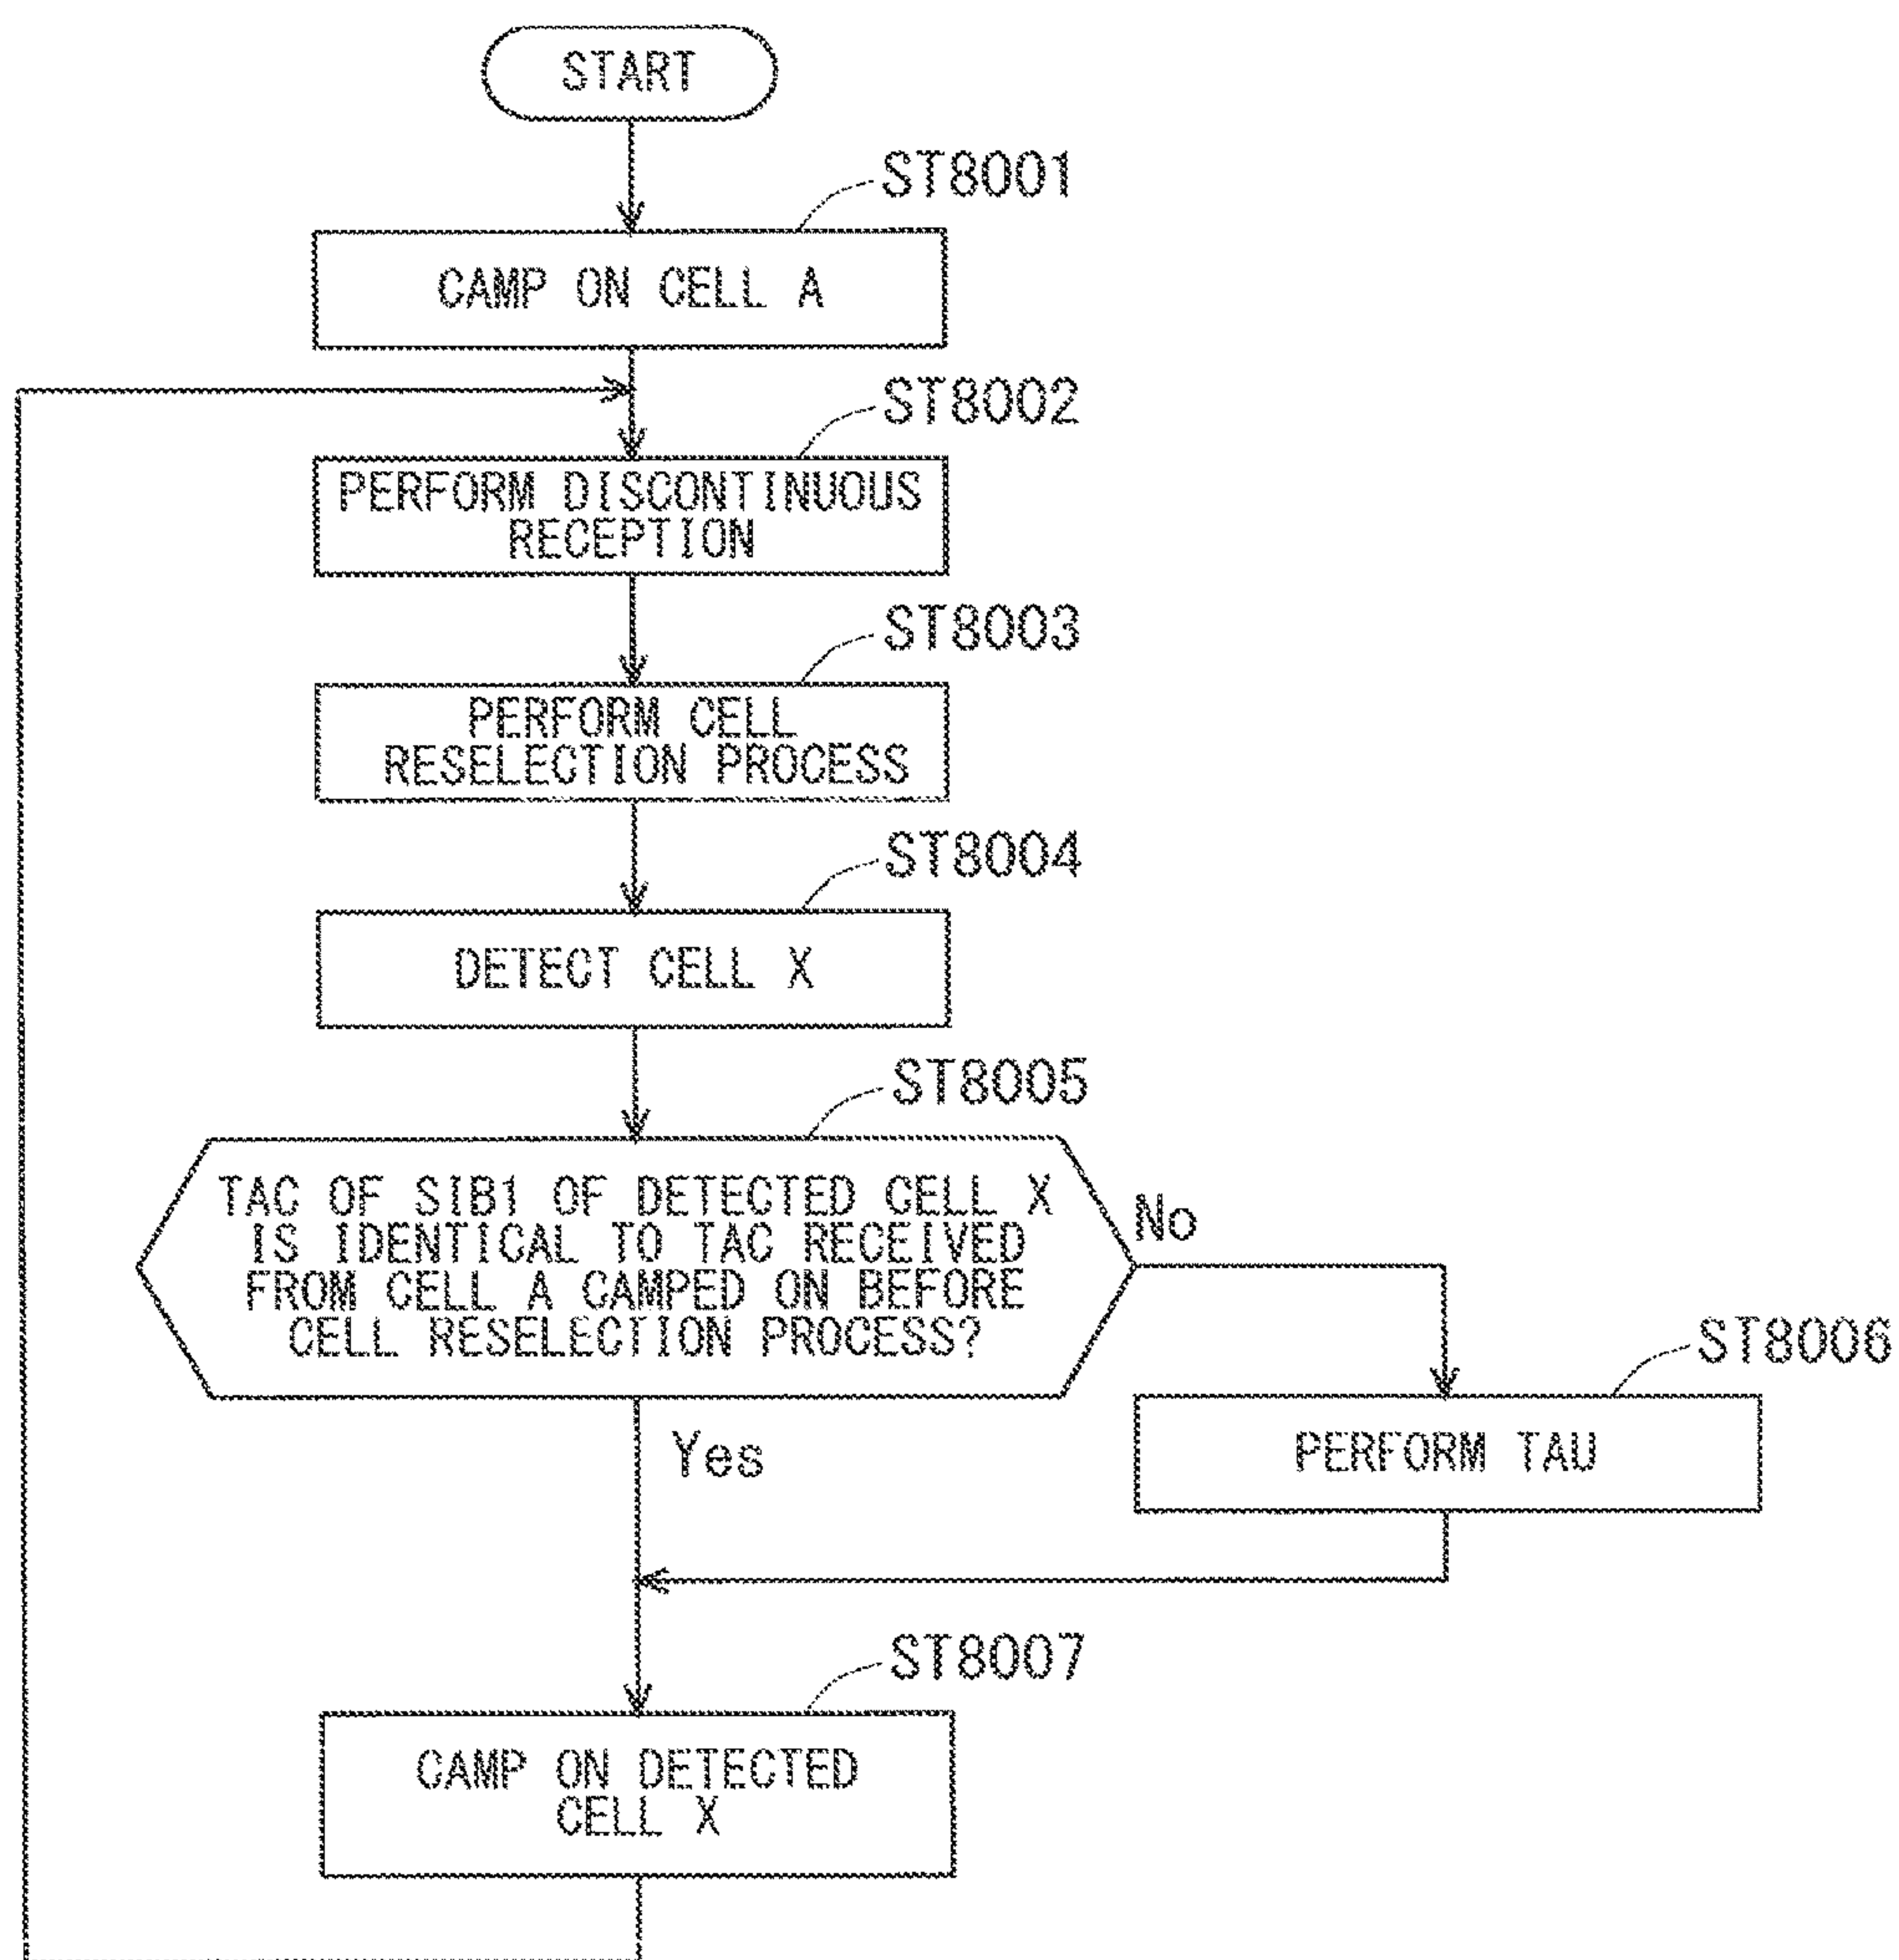 START
ST8001
CAMP ON CELL A
ST8002
PERFORM DISCONTINUOUS
RECEPTION
ST8003
PERFORM CELL
RESELECTION PROCESS
ST8004
DETECT CELL X
ST8005
TAC OF SIB1 OF DETECTED CELL X
IS IDENTICAL TO TAC RECEIVED
FROM CELL A CAMPED ON BEFORE
CELL RESELECTION PROCESS?
No
ST8006
PERFORM TAU
Yes
ST8007
CAMP ON DETECTED
CELL X